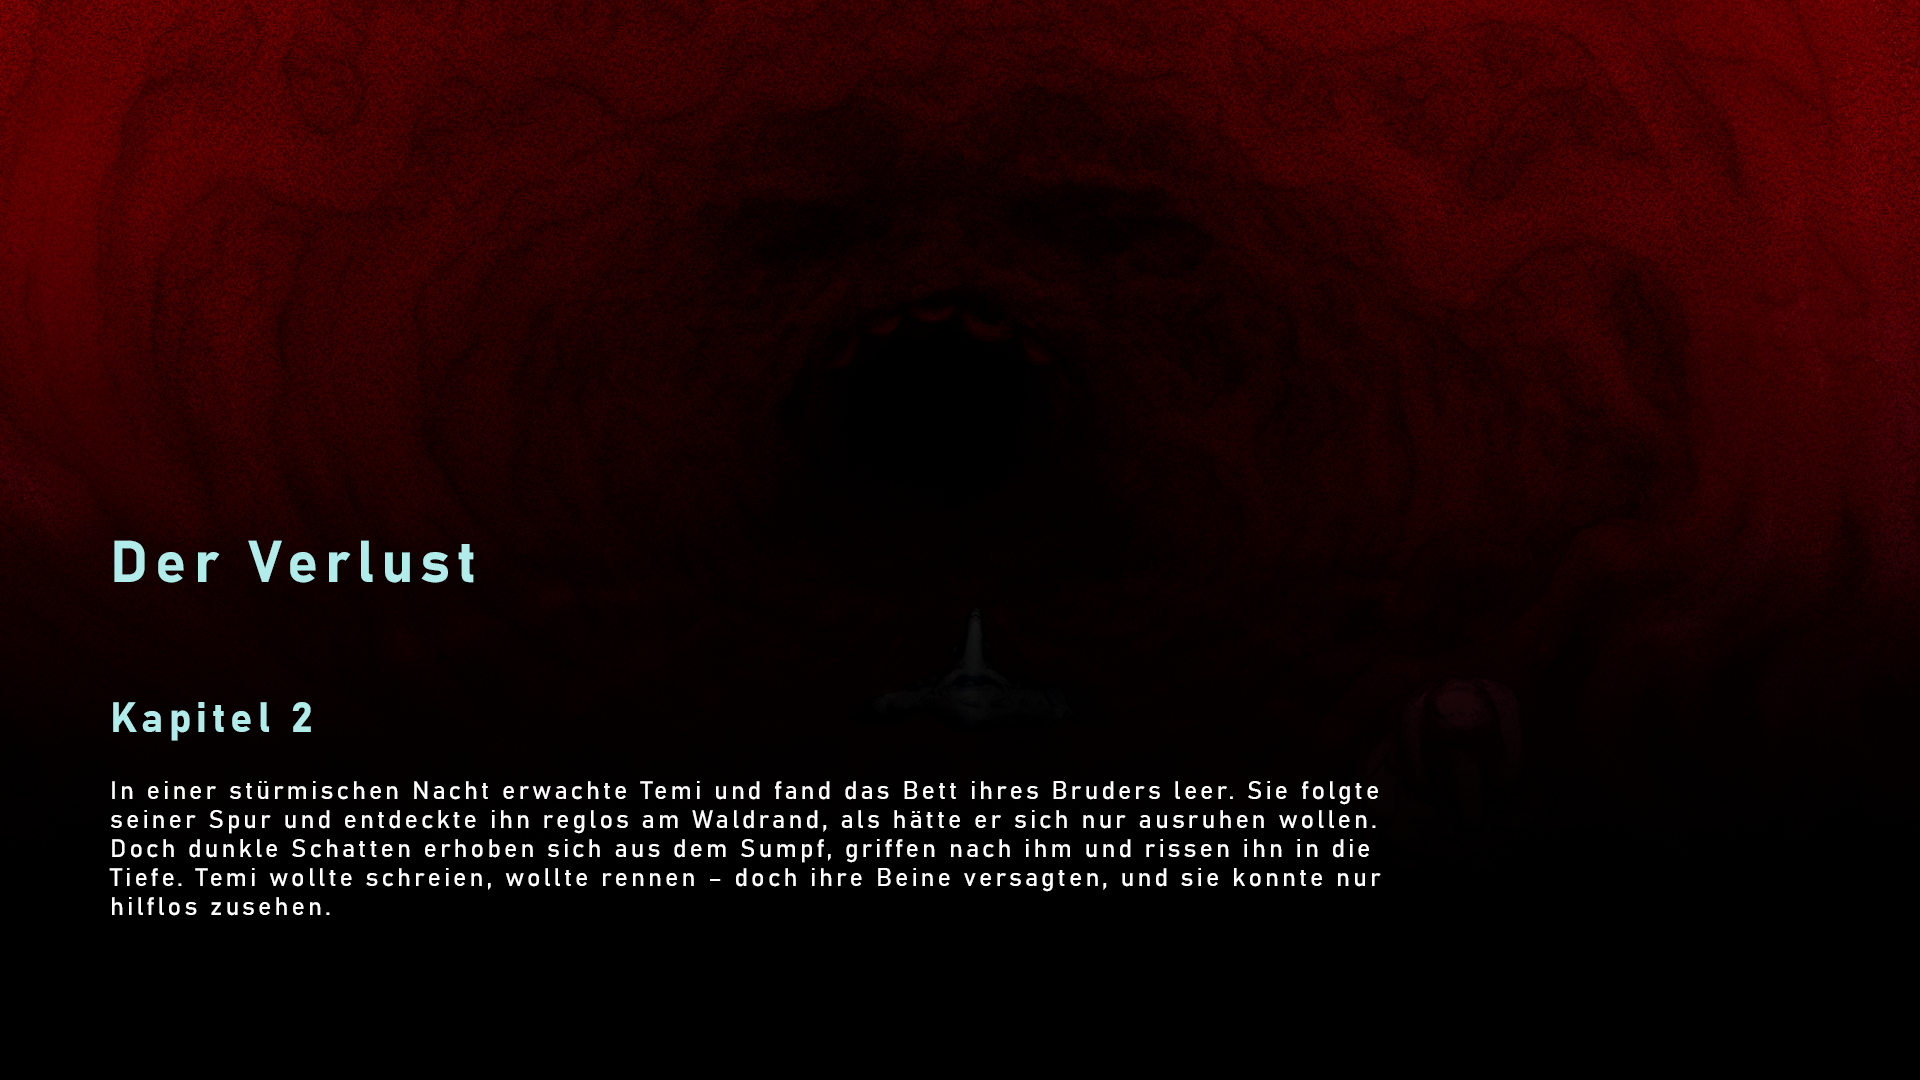 Der Verlust
Kapitel 2
In einer stürmischen Nacht erwachte Temi und fand das Bett ihres Bruders leer. Sie folgte
seiner Spur und entdeckte ihn reglos am Waldrand, als hätte er sich nur ausruhen wollen.
Doch dunkle Schatten erhoben sich aus dem Sumpf, griffen nach ihm und rissen ihn in die
Tiefe. Temi wollte schreien, wollte rennen – doch ihre Beine versagten, und sie konnte nur
hilflos zusehen.